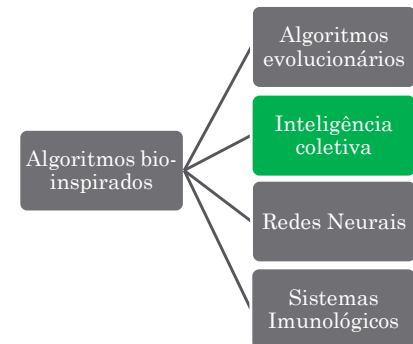 Algoritmos bio-
inspirados
Algoritmos
evolucionários
Inteligência
coletiva
Redes Neurais
Sistemas
Imunológicos